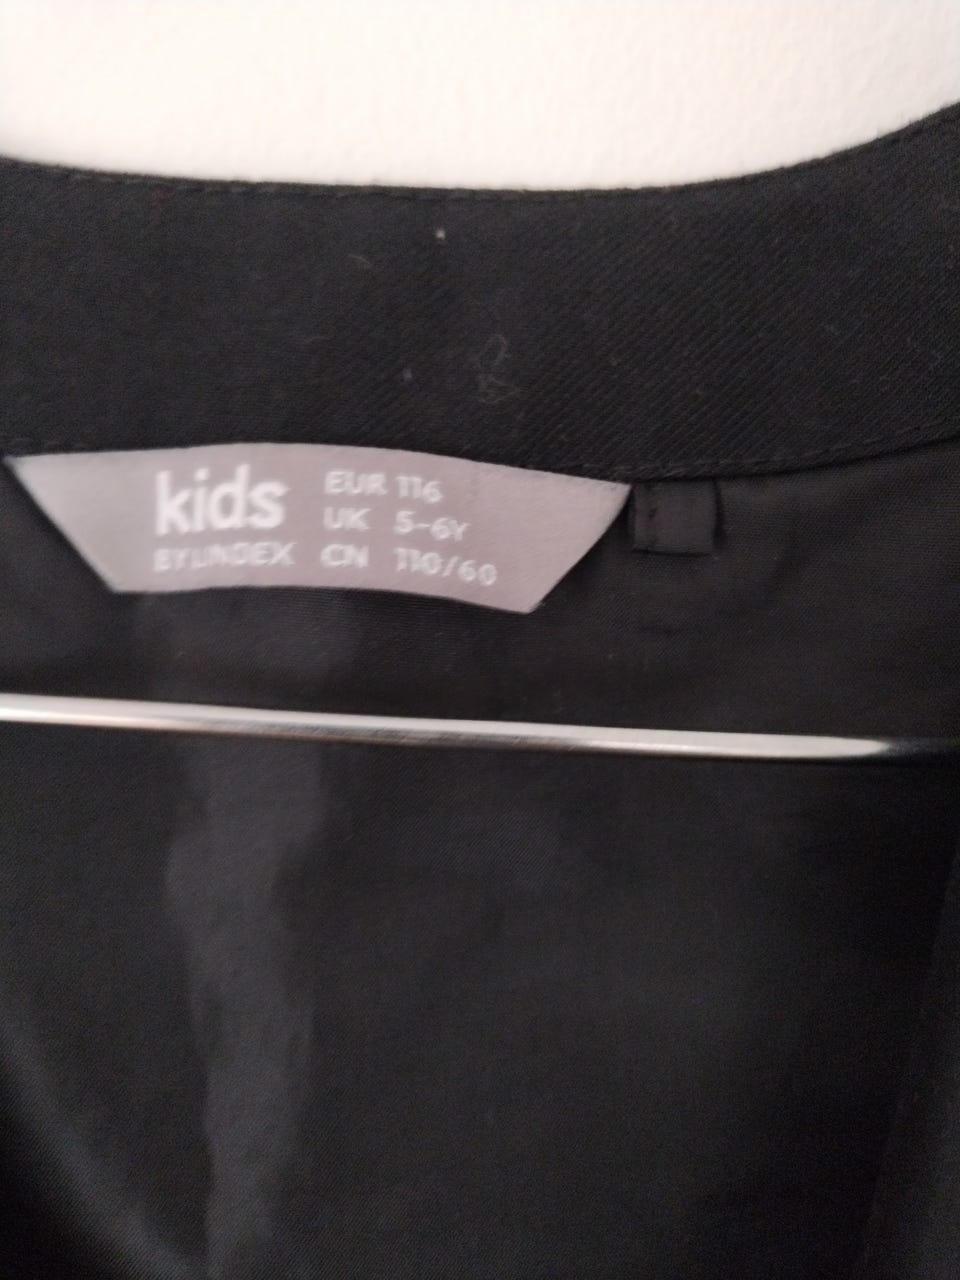 kids
BY LINDEX
EUR 116
UK 5-6Y
CN 110/60